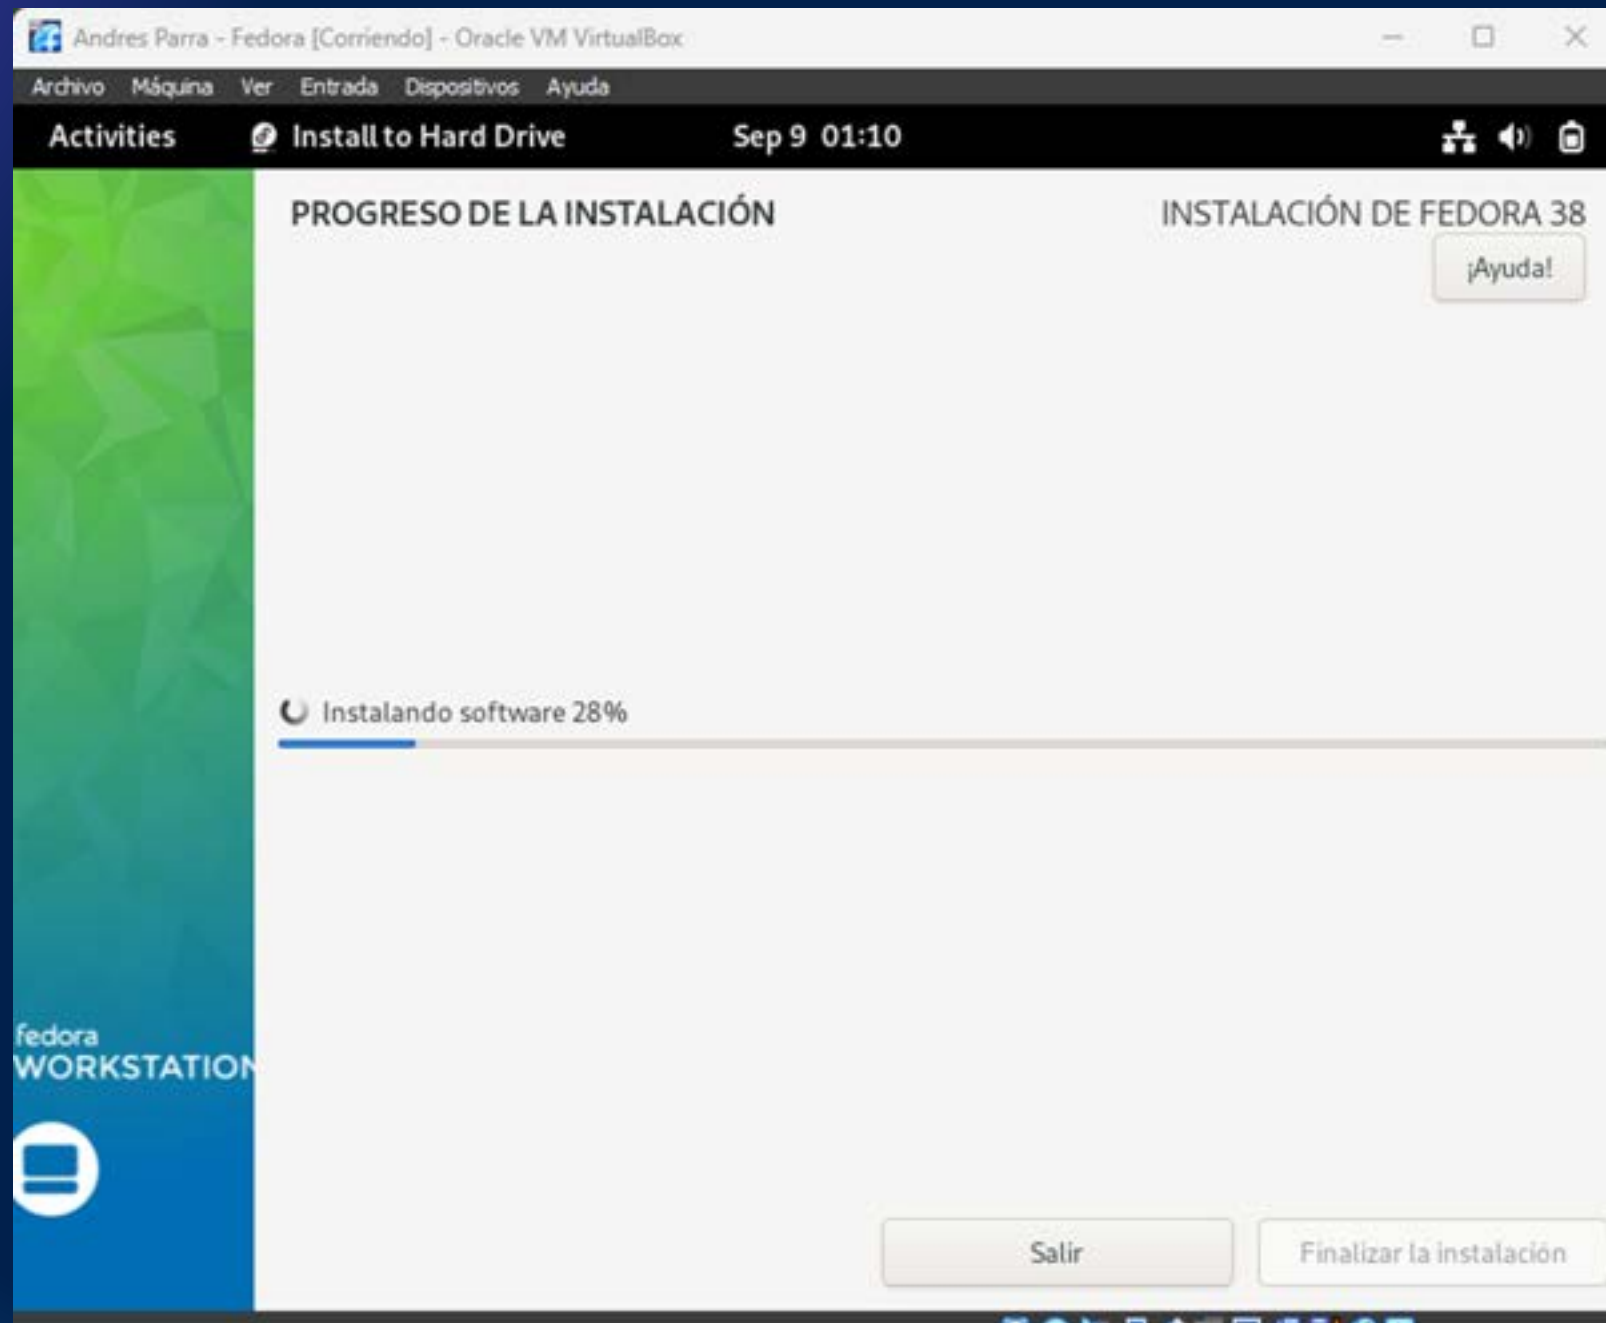 Andres Parra - Fedora [Corriendo] - Oracle VM VirtualBox
Archivo Máquina Ver Entrada Dispositivos Ayuda
Activities Install to Hard Drive Sep 9 01:10
PROGRESO DE LA INSTALACIÓN
INSTALACIÓN DE FEDORA 38
¡Ayuda!
Instalando software 28%
fedora
WORKSTATION
Salir
Finalizar la instalación